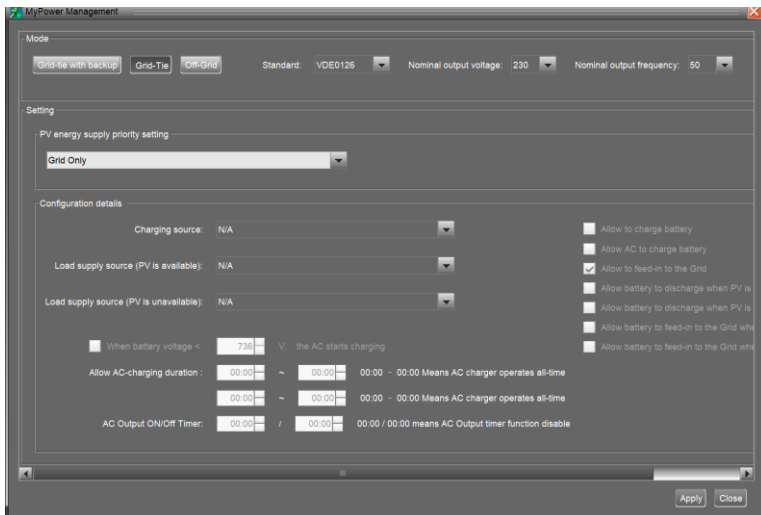 MyPower Management
Mode
Grid-tie with backup Grid-Tie Off-Grid Standard: VDE0126 Nominal output voltage: 230 Nominal output frequency: 50
Setting
PV energy supply priority setting
Grid Only
Configuration details
Charging source: N/A Allow to charge battery
Allow AC to charge battery
Load supply source (PV is available): N/A Allow to feed-in to the Grid
Allow battery to discharge when PV is
Load supply source (PV is unavailable): N/A Allow battery to discharge when PV is
Allow battery to feed-in to the Grid whe
When battery voltage < 736 V, the AC starts charging Allow battery to feed-in to the Grid whe
Allow AC-charging duration : 00:00 ~ 00:00 00:00 ~ 00:00 Means AC charger operates all-time
00:00 ~ 00:00 00:00 ~ 00:00 Means AC charger operates all-time
AC Output ON/Off Timer: 00:00 / 00:00 00:00 / 00:00 means AC Output timer function disable
Apply Close